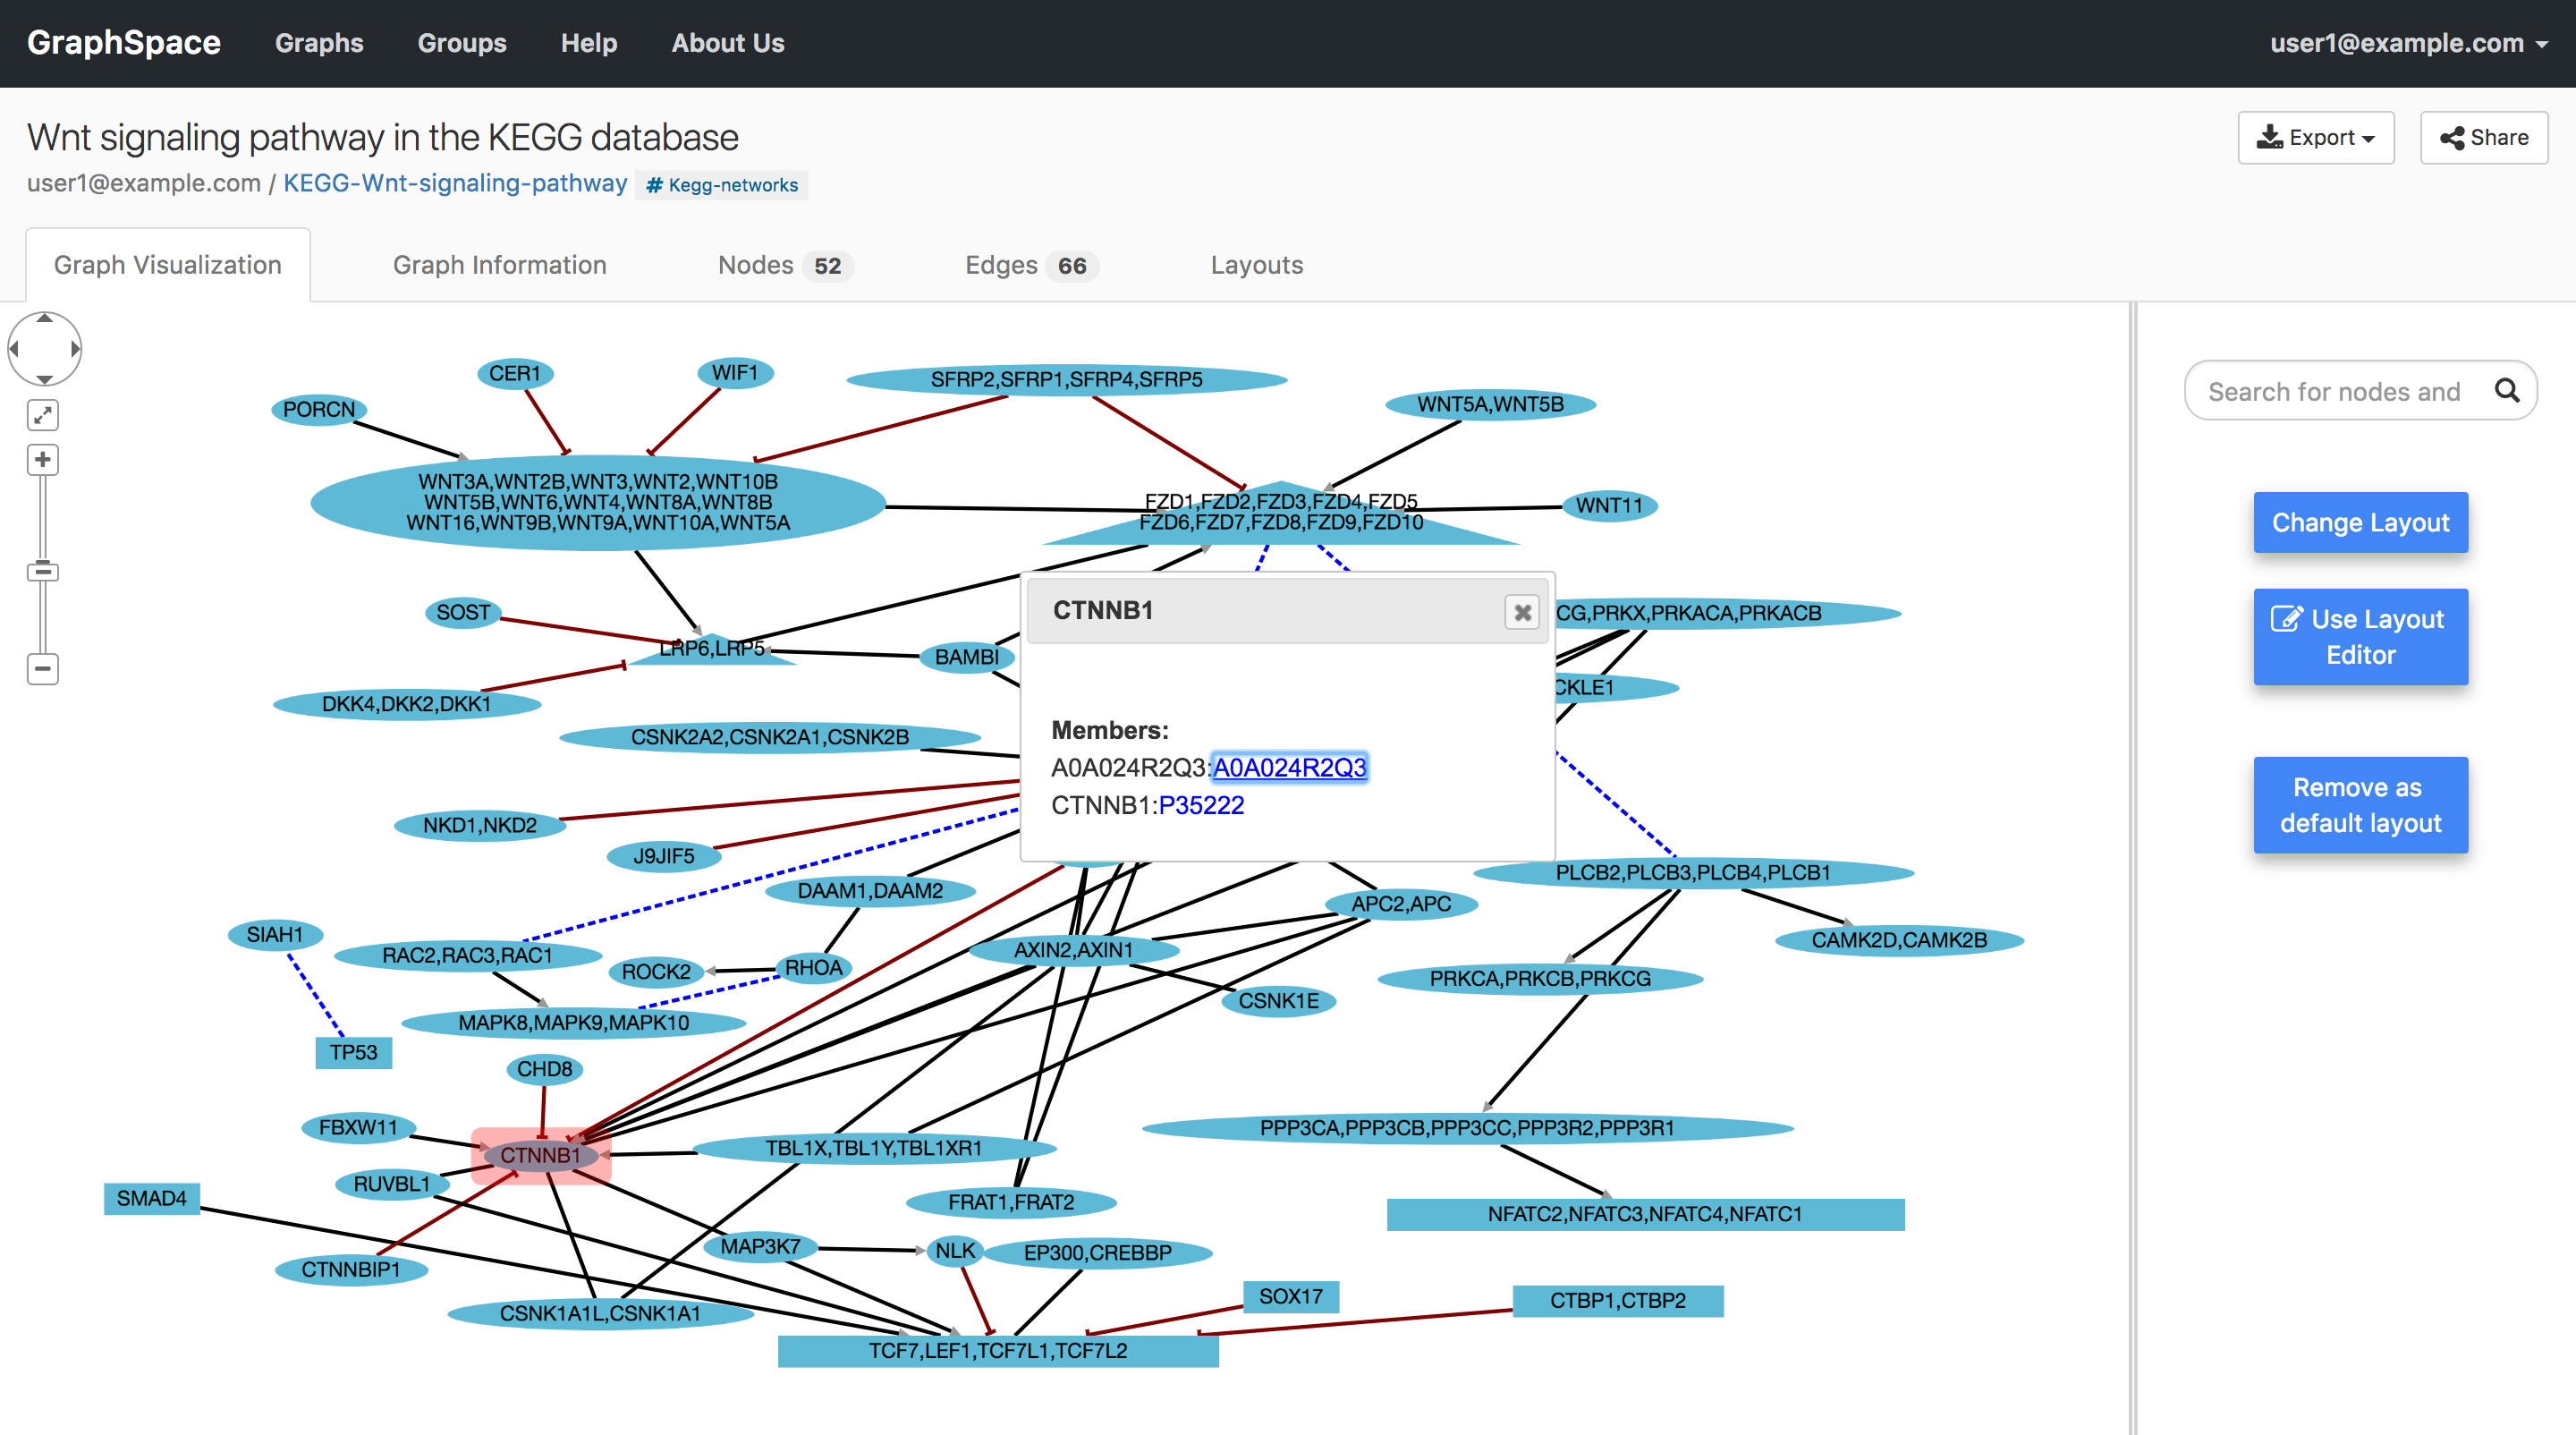 GraphSpace Graphs Groups Help About Us user1@example.com
Wnt signaling pathway in the KEGG database
Export Share
user1@example.com / KEGG-Wnt-signaling-pathway # Kegg-networks
Graph Visualization Graph Information Nodes 52 Edges 66 Layouts
CER1
WIF1
SFRP2,SFRP1,SFRP4,SFRP5
PORCN
WNT5A,WNT5B
Search for nodes and
WNT3A,WNT2B,WNT3,WNT2,WNT10B
WNT5B,WNT6,WNT4,WNT8A,WNT8B
WNT16,WNT9B,WNT9A,WNT10A,WNT5A
FZD1,FZD2,FZD3,FZD4,FZD5
FZD6,FZD7,FZD8,FZD9,FZD10
WNT11
Change Layout
SOST
CTNNB1
CG,PRKX,PRKACA,PRKACB
Use Layout
Editor
LRP6,LRP5
BAMBI
CKLE1
DKK4,DKK2,DKK1
CSNK2A2,CSNK2A1,CSNK2B
Members:
A0A024R2Q3:A0A024R2Q3
CTNNB1:P35222
Remove as
default layout
NKD1,NKD2
J9JIF5
DAAM1,DAAM2
PLCB2,PLCB3,PLCB4,PLCB1
APC2,APC
SIAH1
RAC2,RAC3,RAC1
ROCK2
RHOA
AXIN2,AXIN1
CAMK2D,CAMK2B
PRKCA,PRKCB,PRKCG
CSNK1E
MAPK8,MAPK9,MAPK10
TP53
CHD8
FBXW11
CTNNB1
TBL1X,TBL1Y,TBL1XR1
PPP3CA,PPP3CB,PPP3CC,PPP3R2,PPP3R1
RUVBL1
SMAD4
FRAT1,FRAT2
NFATC2,NFATC3,NFATC4,NFATC1
MAP3K7
NLK
EP300,CREBBP
CTNNBIP1
CSNK1A1L,CSNK1A1
SOX17
CTBP1,CTBP2
TCF7,LEF1,TCF7L1,TCF7L2